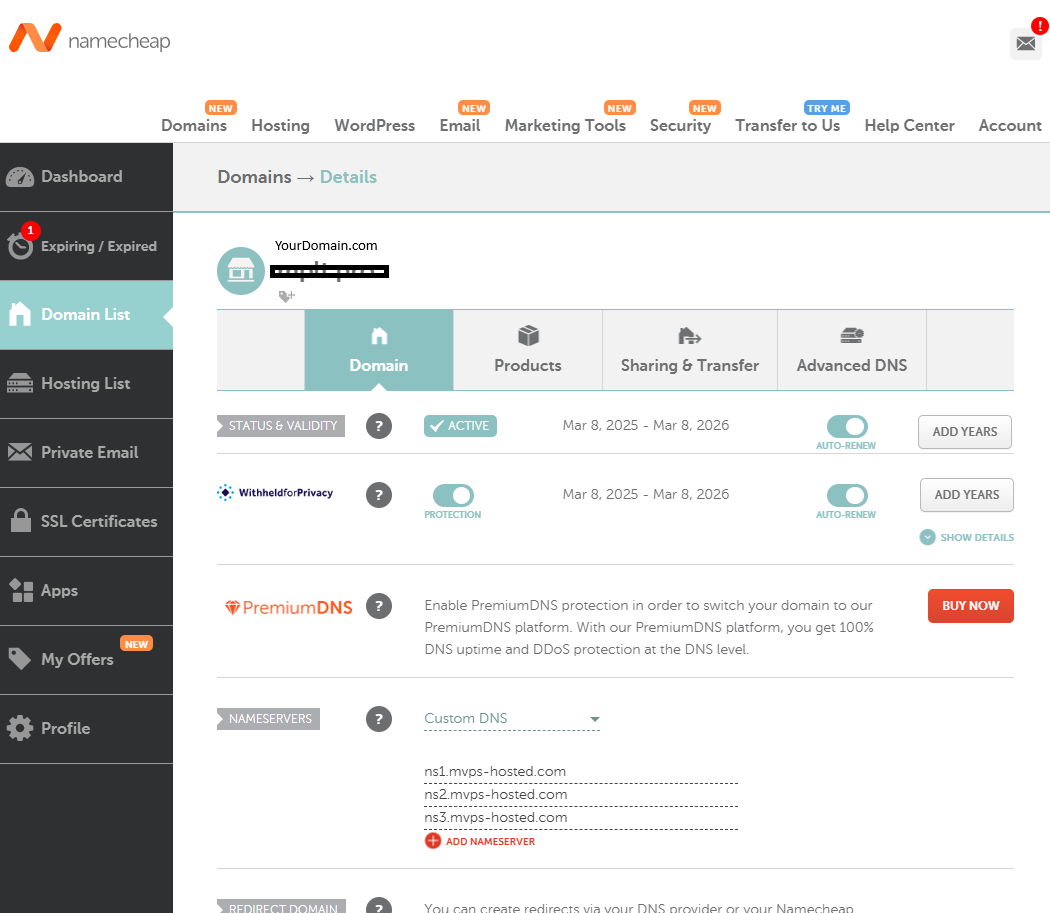 namecheap
!
NEW NEW NEW NEW TRY ME
Domains Hosting WordPress Email Marketing Tools Security Transfer to Us Help Center Account
Dashboard
1
Expiring / Expired
Domain List
Hosting List
Private Email
SSL Certificates
Apps
NEW
My Offers
Profile
Domains → Details
YourDomain.com
Domain Products Sharing & Transfer Advanced DNS
STATUS & VALIDITY ? ACTIVE Mar 8, 2025 - Mar 8, 2026 ADD YEARS
AUTO-RENEW
WithheldforPrivacy ? Mar 8, 2025 - Mar 8, 2026 ADD YEARS
PROTECTION AUTO-RENEW
SHOW DETAILS
PremiumDNS ? Enable PremiumDNS protection in order to switch your domain to our BUY NOW
PremiumDNS platform. With our PremiumDNS platform, you get 100%
DNS uptime and DDoS protection at the DNS level.
NAMESERVERS ? Custom DNS
ns1.mvps-hosted.com
ns2.mvps-hosted.com
ns3.mvps-hosted.com
ADD NAMESERVER
REDIRECT DOMAIN ? You can create redirects via your DNS provider or your Namecheap